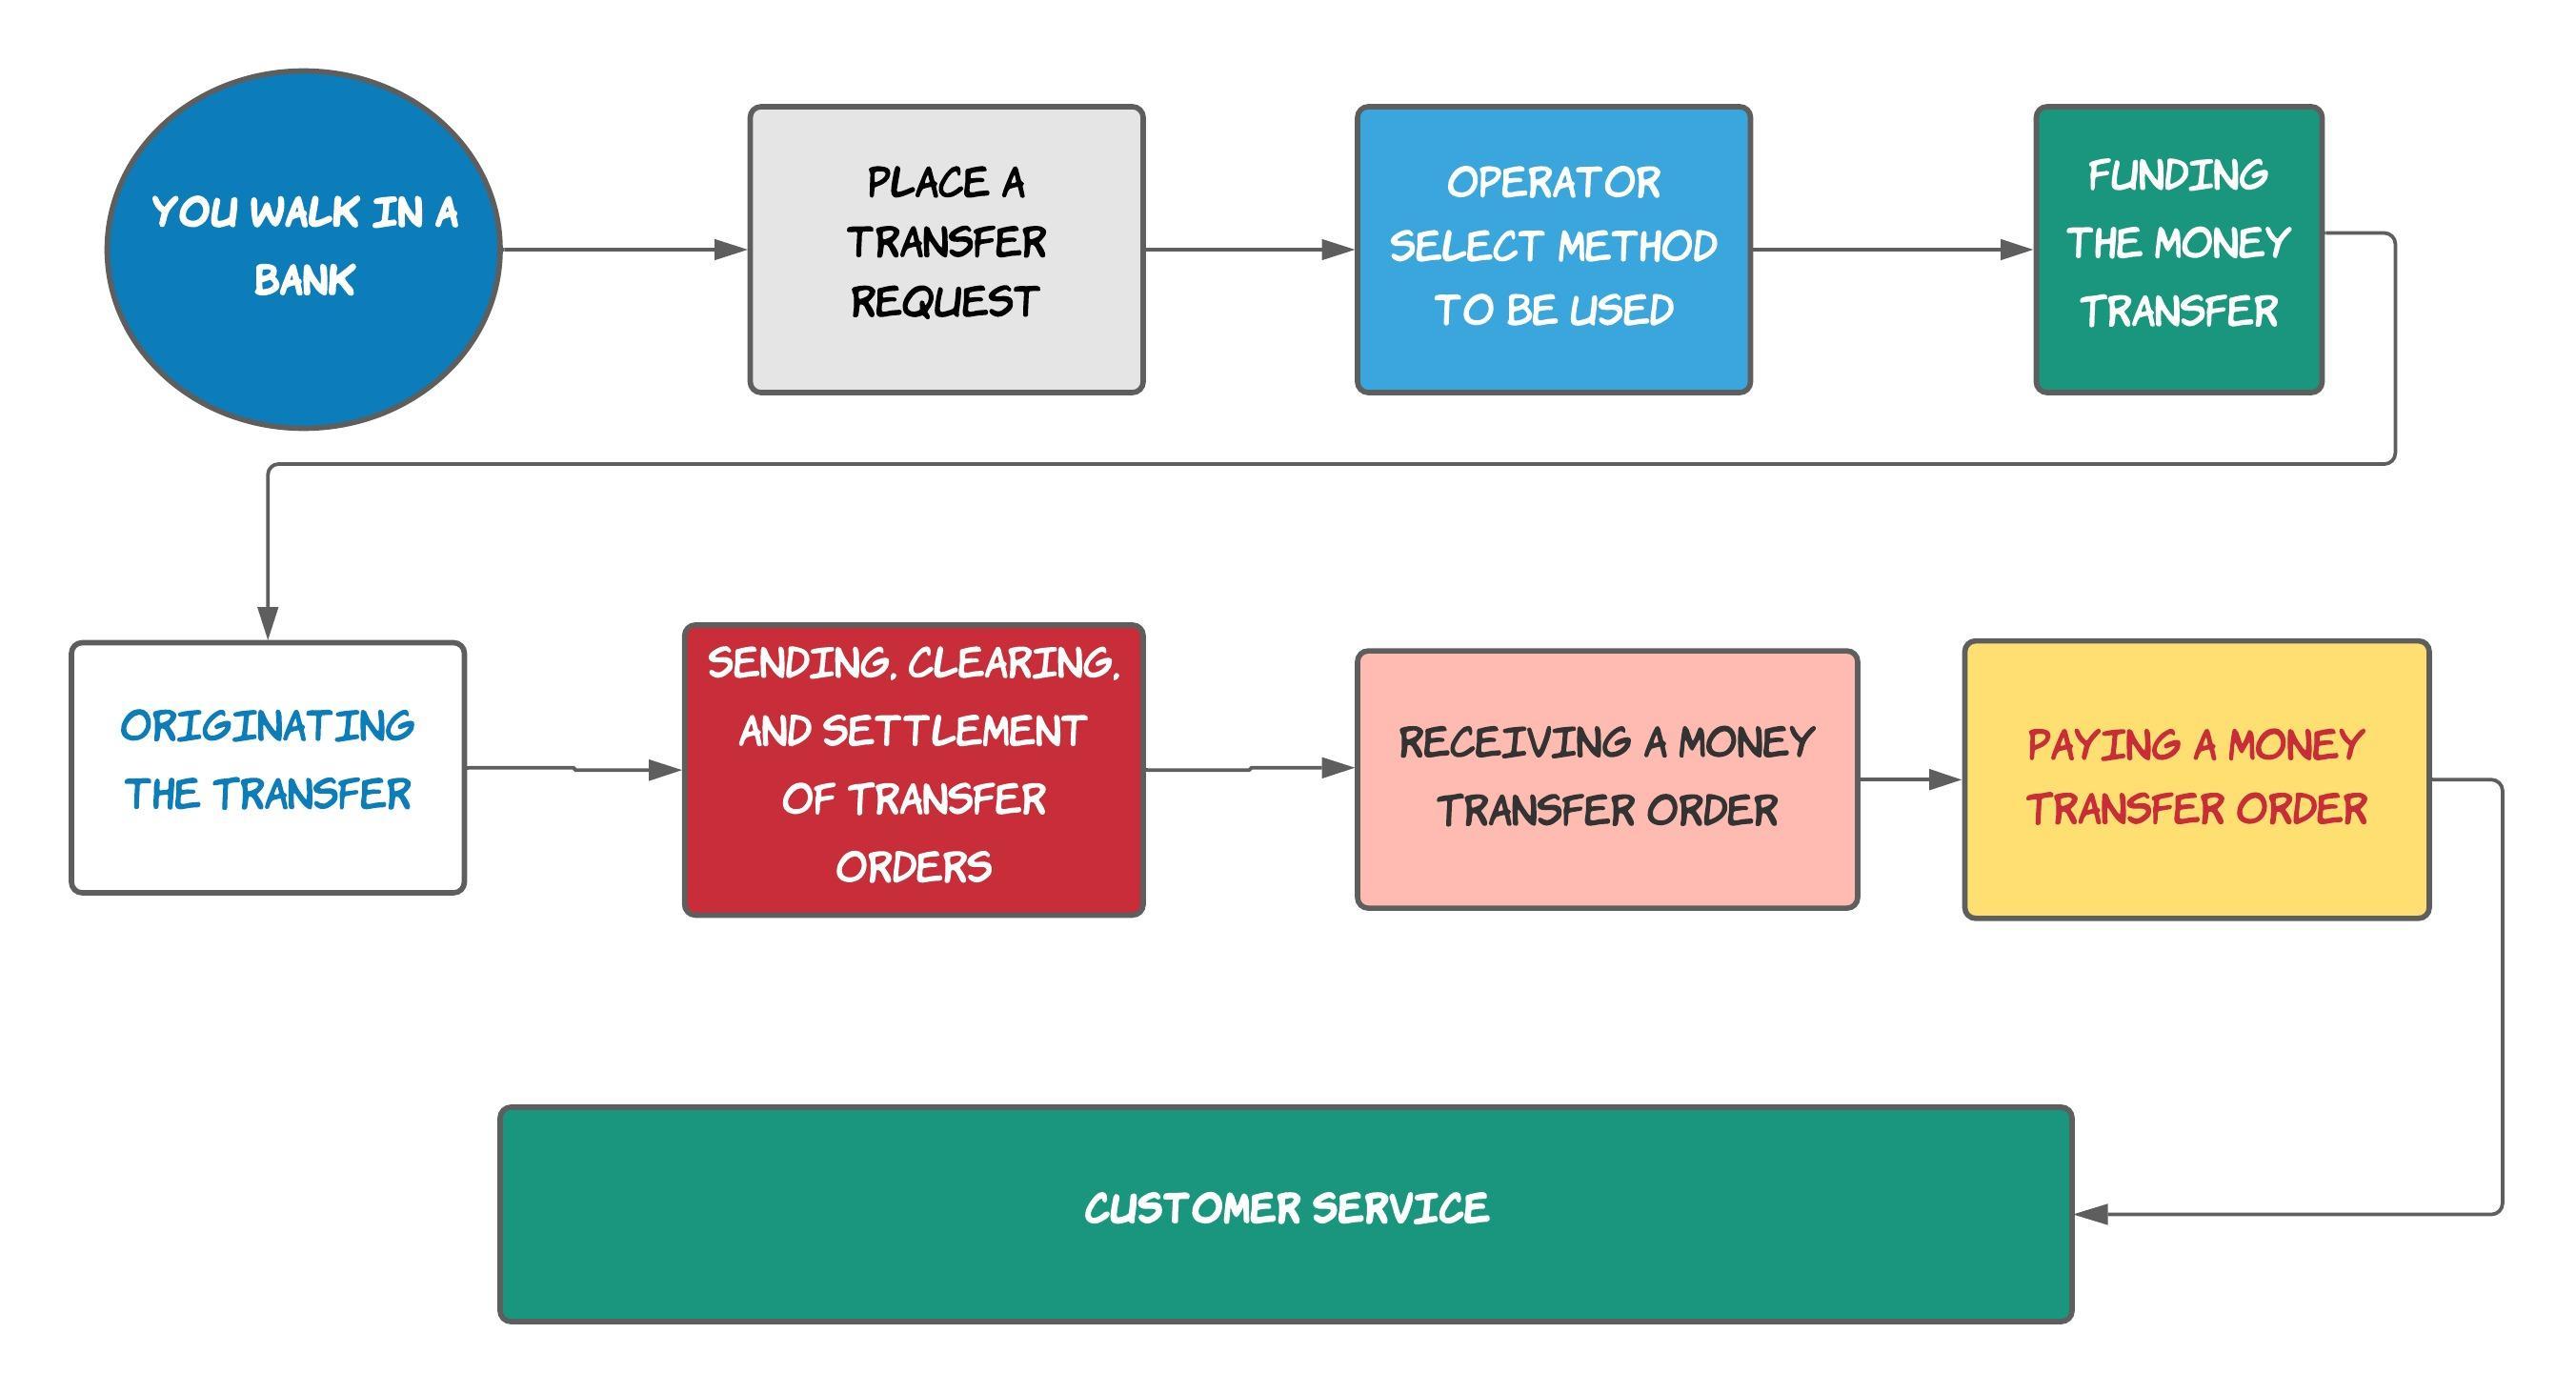 YOU WALK IN A
BANK
PLACE A
TRANSFER
REQUEST
OPERATOR
SELECT METHOD
TO BE USED
FUNDING
THE MONEY
TRANSFER
ORIGINATING
THE TRANSFER
SENDING, CLEARING,
AND SETTLEMENT
OF TRANSFER
ORDERS
RECEIVING A MONEY
TRANSFER ORDER
PAYING A MONEY
TRANSFER ORDER
CUSTOMER SERVICE